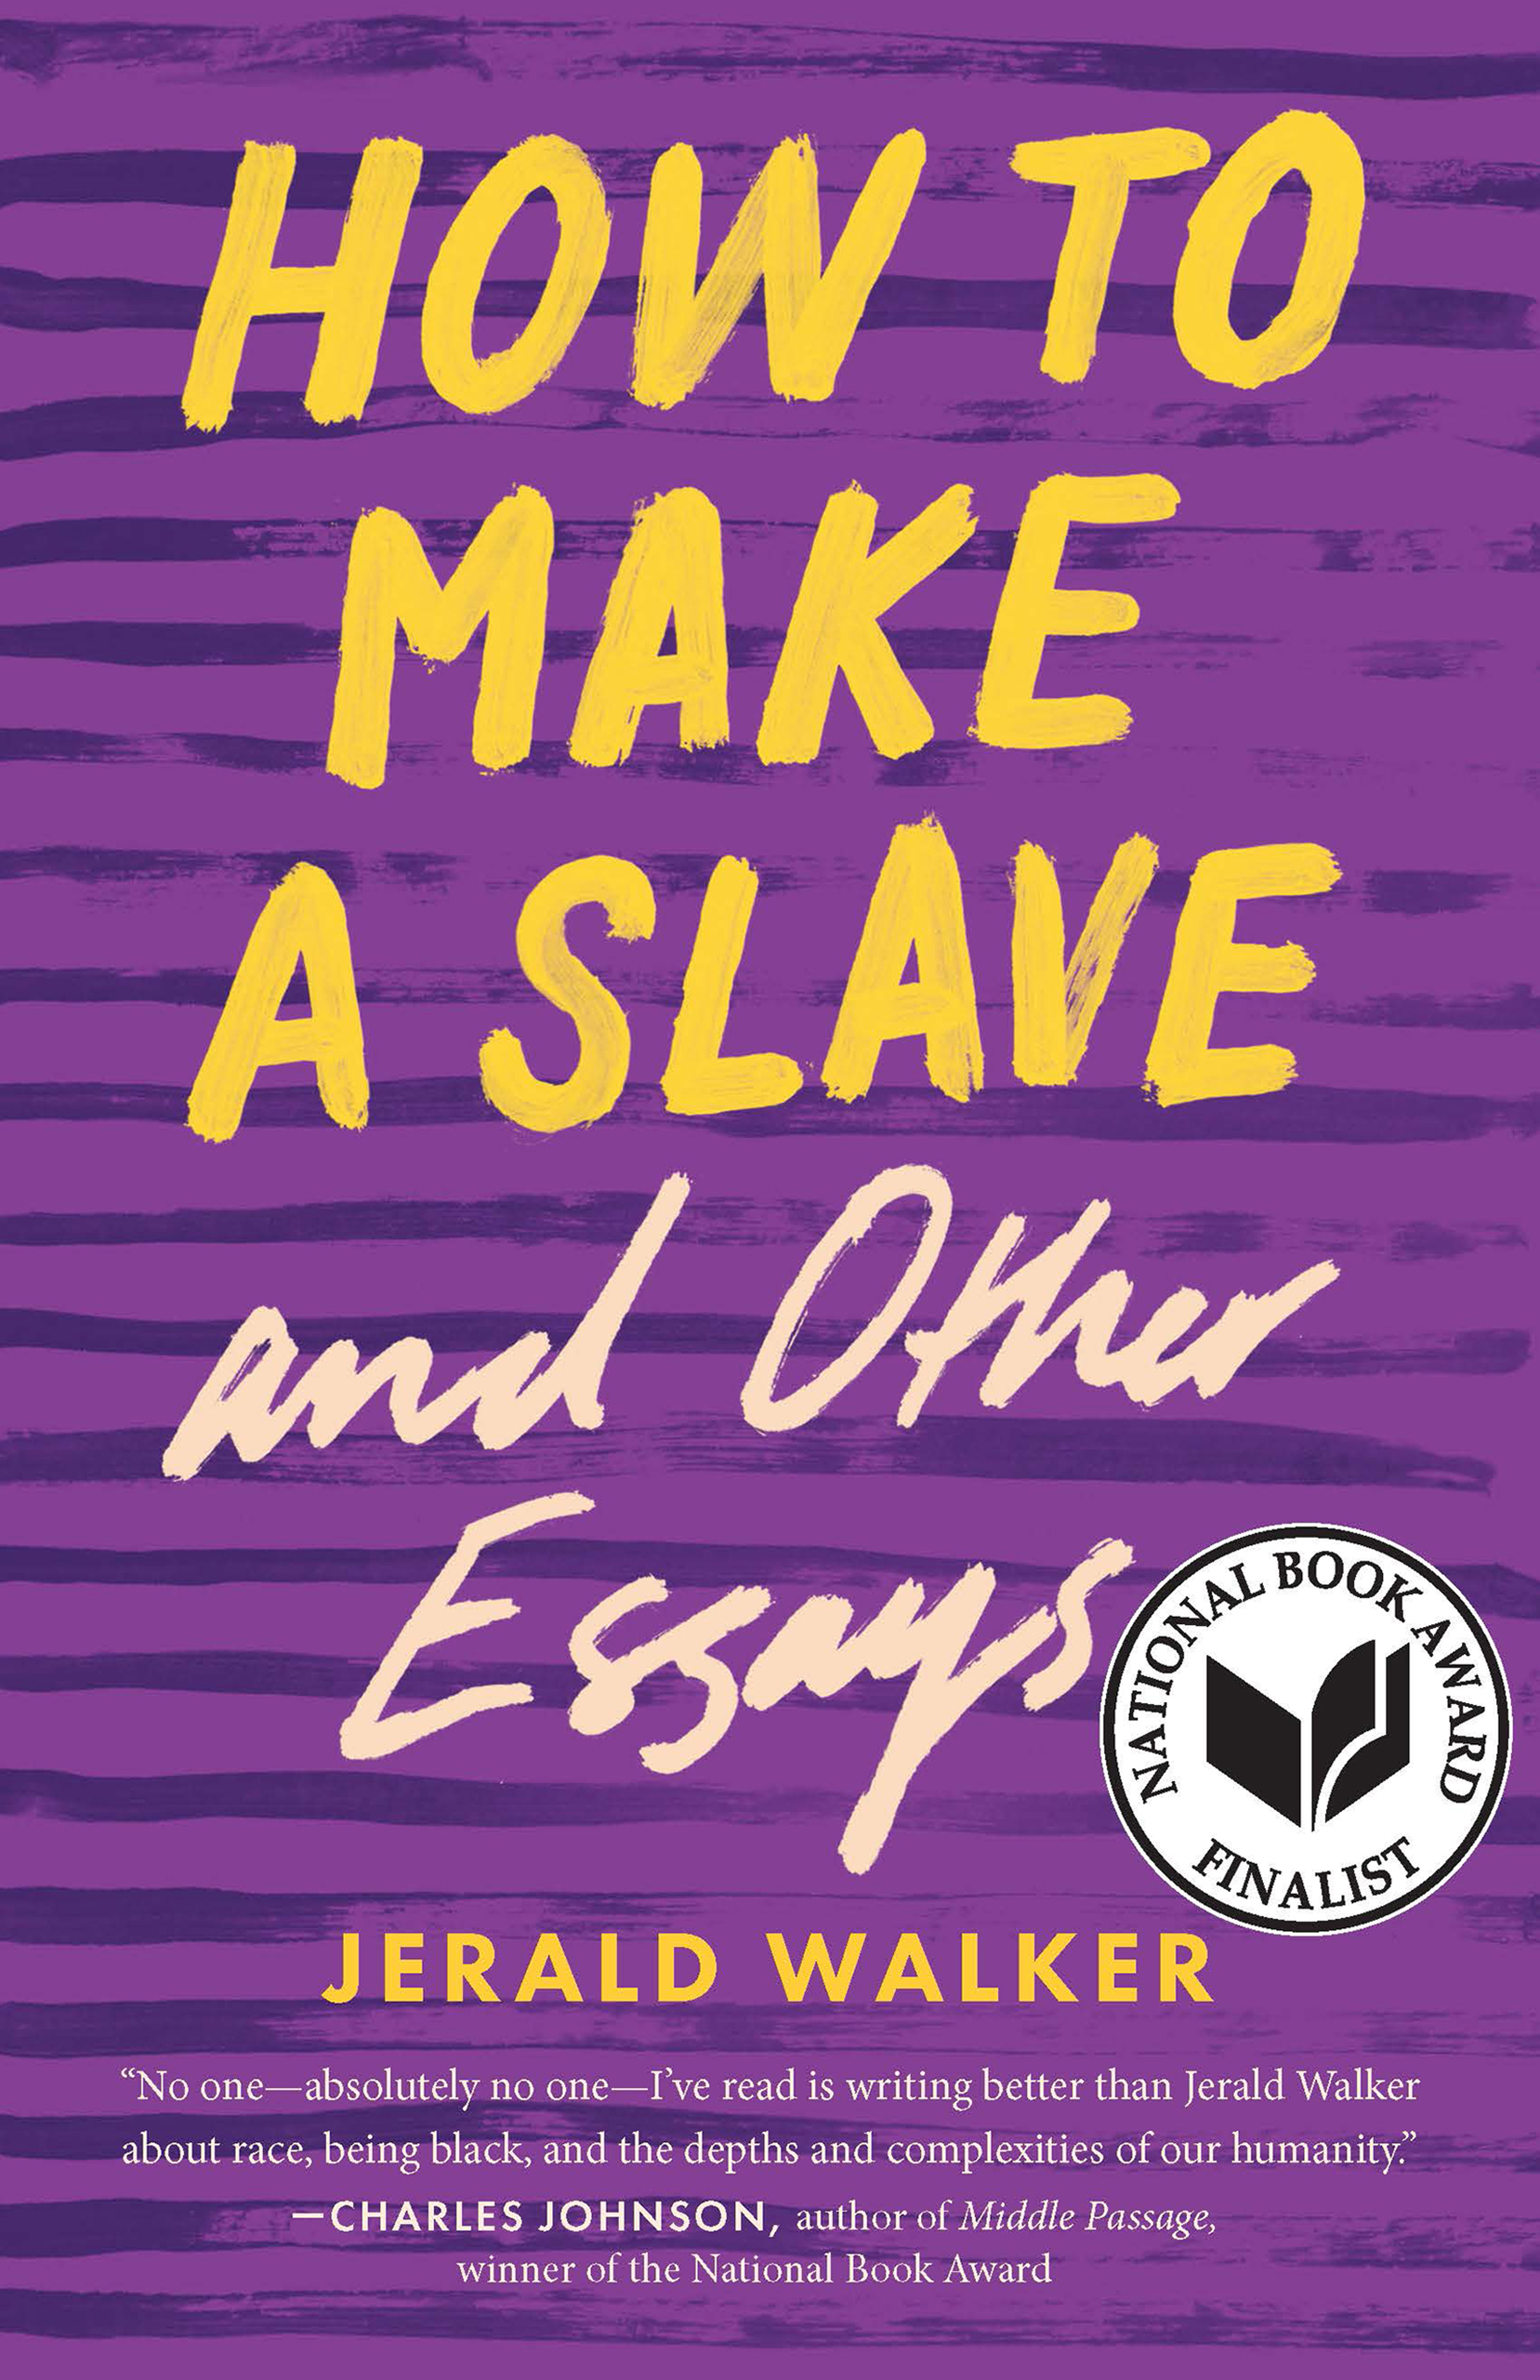 HOW TO
MAKE
A SLAVE
and Other
Essays
NATIONAL BOOK AWARD
FINALIST
JERALD WALKER
“No one—absolutely no one—I’ve read is writing better than Jerald Walker
about race, being black, and the depths and complexities of our humanity.”
—CHARLES JOHNSON, author of Middle Passage,
winner of the National Book Award